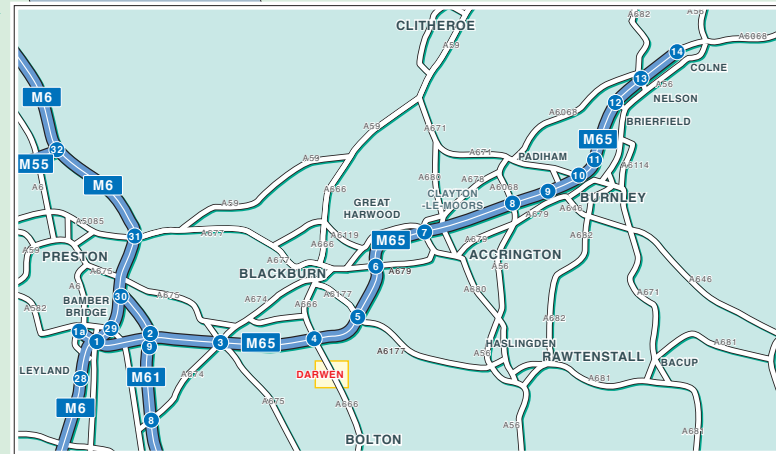 CLITHEROE
A682
A56
A6068
A59
14
COLNE
13
A56
M6
12
NELSON
A6068
BRIERFIELD
A59
A671
M65
32
A671
PADIHAM
11
M55
A59
A6114
A6
M6
A680
A678
10
A666
CLAYTON
-LE-MOORS
A6068
9
BURNLEY
A59
GREAT
HARWOOD
8
A646
A5085
A679
31
A677
A6119
M65
7
A682
A59
A666
A679
PRESTON
A677
ACCRINGTON
A675
BLACKBURN
6
A679
A56
A646
A6
A680
A671
30
A675
A674
A6177
BAMBER
BRIDGE
A666
A582
5
A682
1a
29
2
1
9
3
M65
4
HASLINGDEN
A6177
A56
RAWTENSTALL
A681
BACUP
LEYLAND
28
M61
A674
DARWEN
A681
M6
A675
A666
8
A56
A681
BOLTON